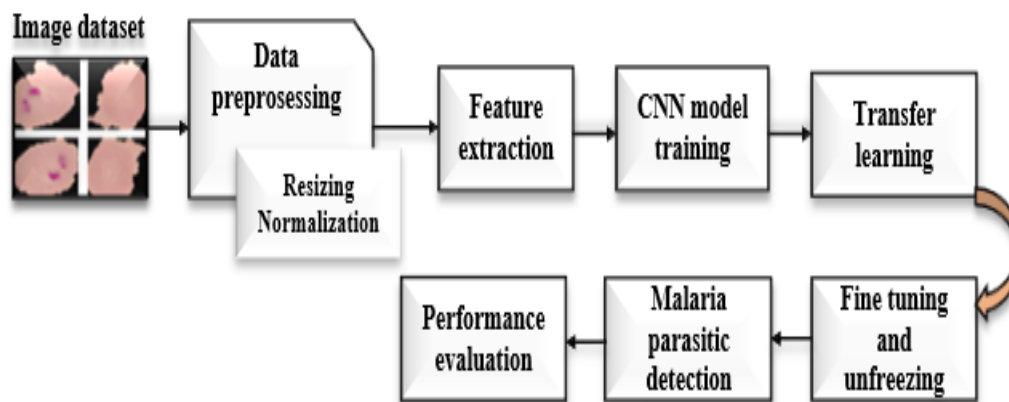 Image dataset
Data
preprosessing
Resizing
Normalization
Feature
extraction
CNN model
training
Transfer
learning
Fine tuning
and
unfreezing
Malaria
parasitic
detection
Performance
evaluation